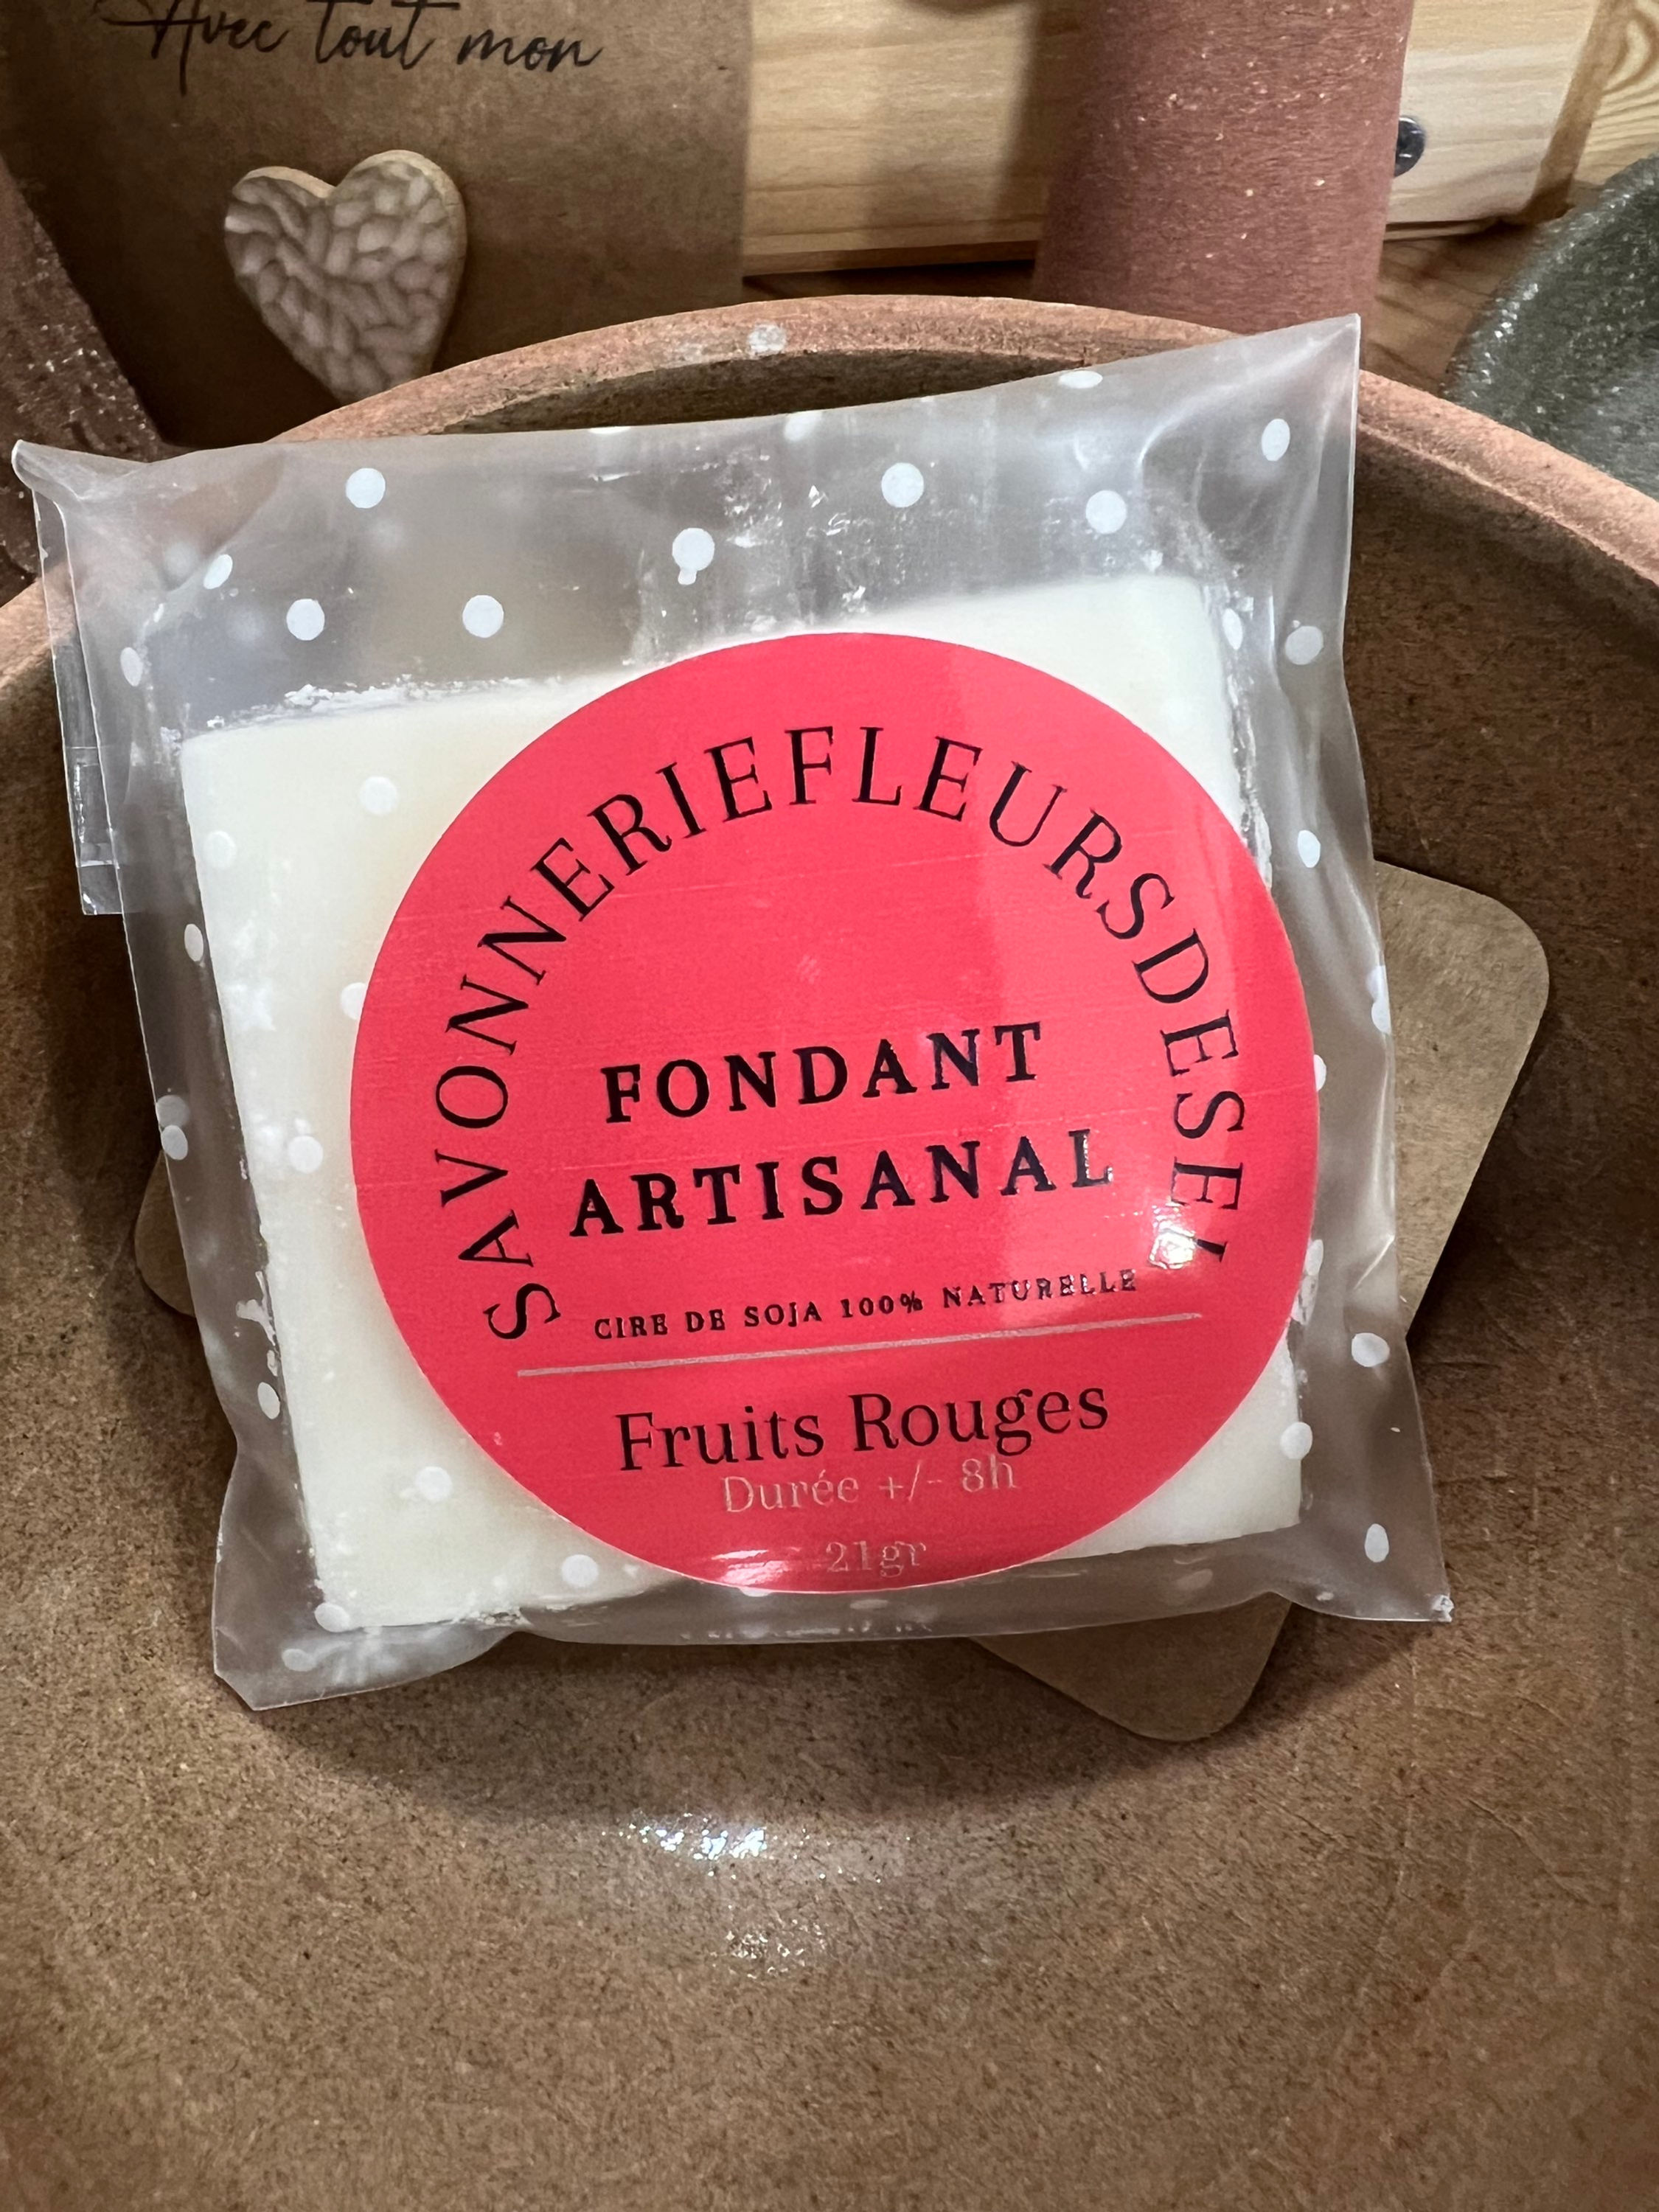 Avec tout mon
SAVONNERIEFLEURSDESEL
FONDANT
ARTISANAL
CIRE DE SOJA 100% NATURELLE
Fruits Rouges
Durée +/- 8h
21gr